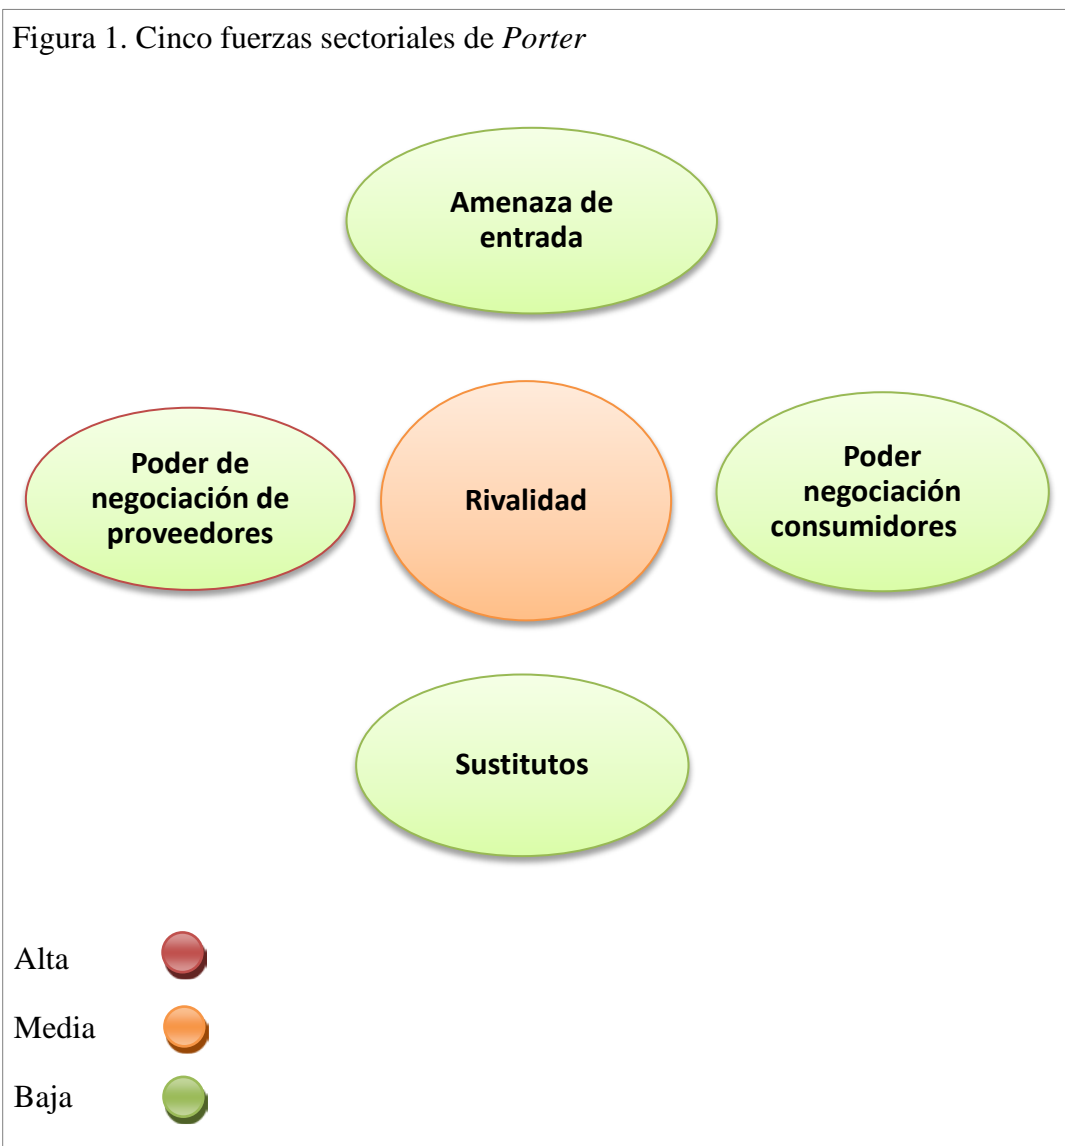 Figura 1. Cinco fuerzas sectoriales de Porter
Amenaza de
entrada
Poder de
negociación de
proveedores
Rivalidad
Poder
negociación
consumidores
Sustitutos
Alta
Media
Baja